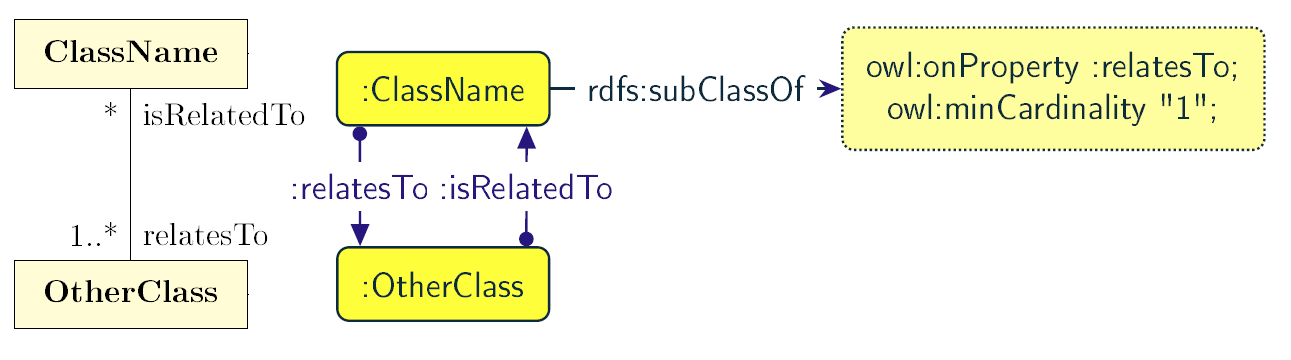 ClassName
* isRelatedTo
1..* relatesTo
OtherClass
:ClassName
rdfs:subClassOf
owl:onProperty :relatesTo;
owl:minCardinality "1";
:relatesTo
:isRelatedTo
:OtherClass